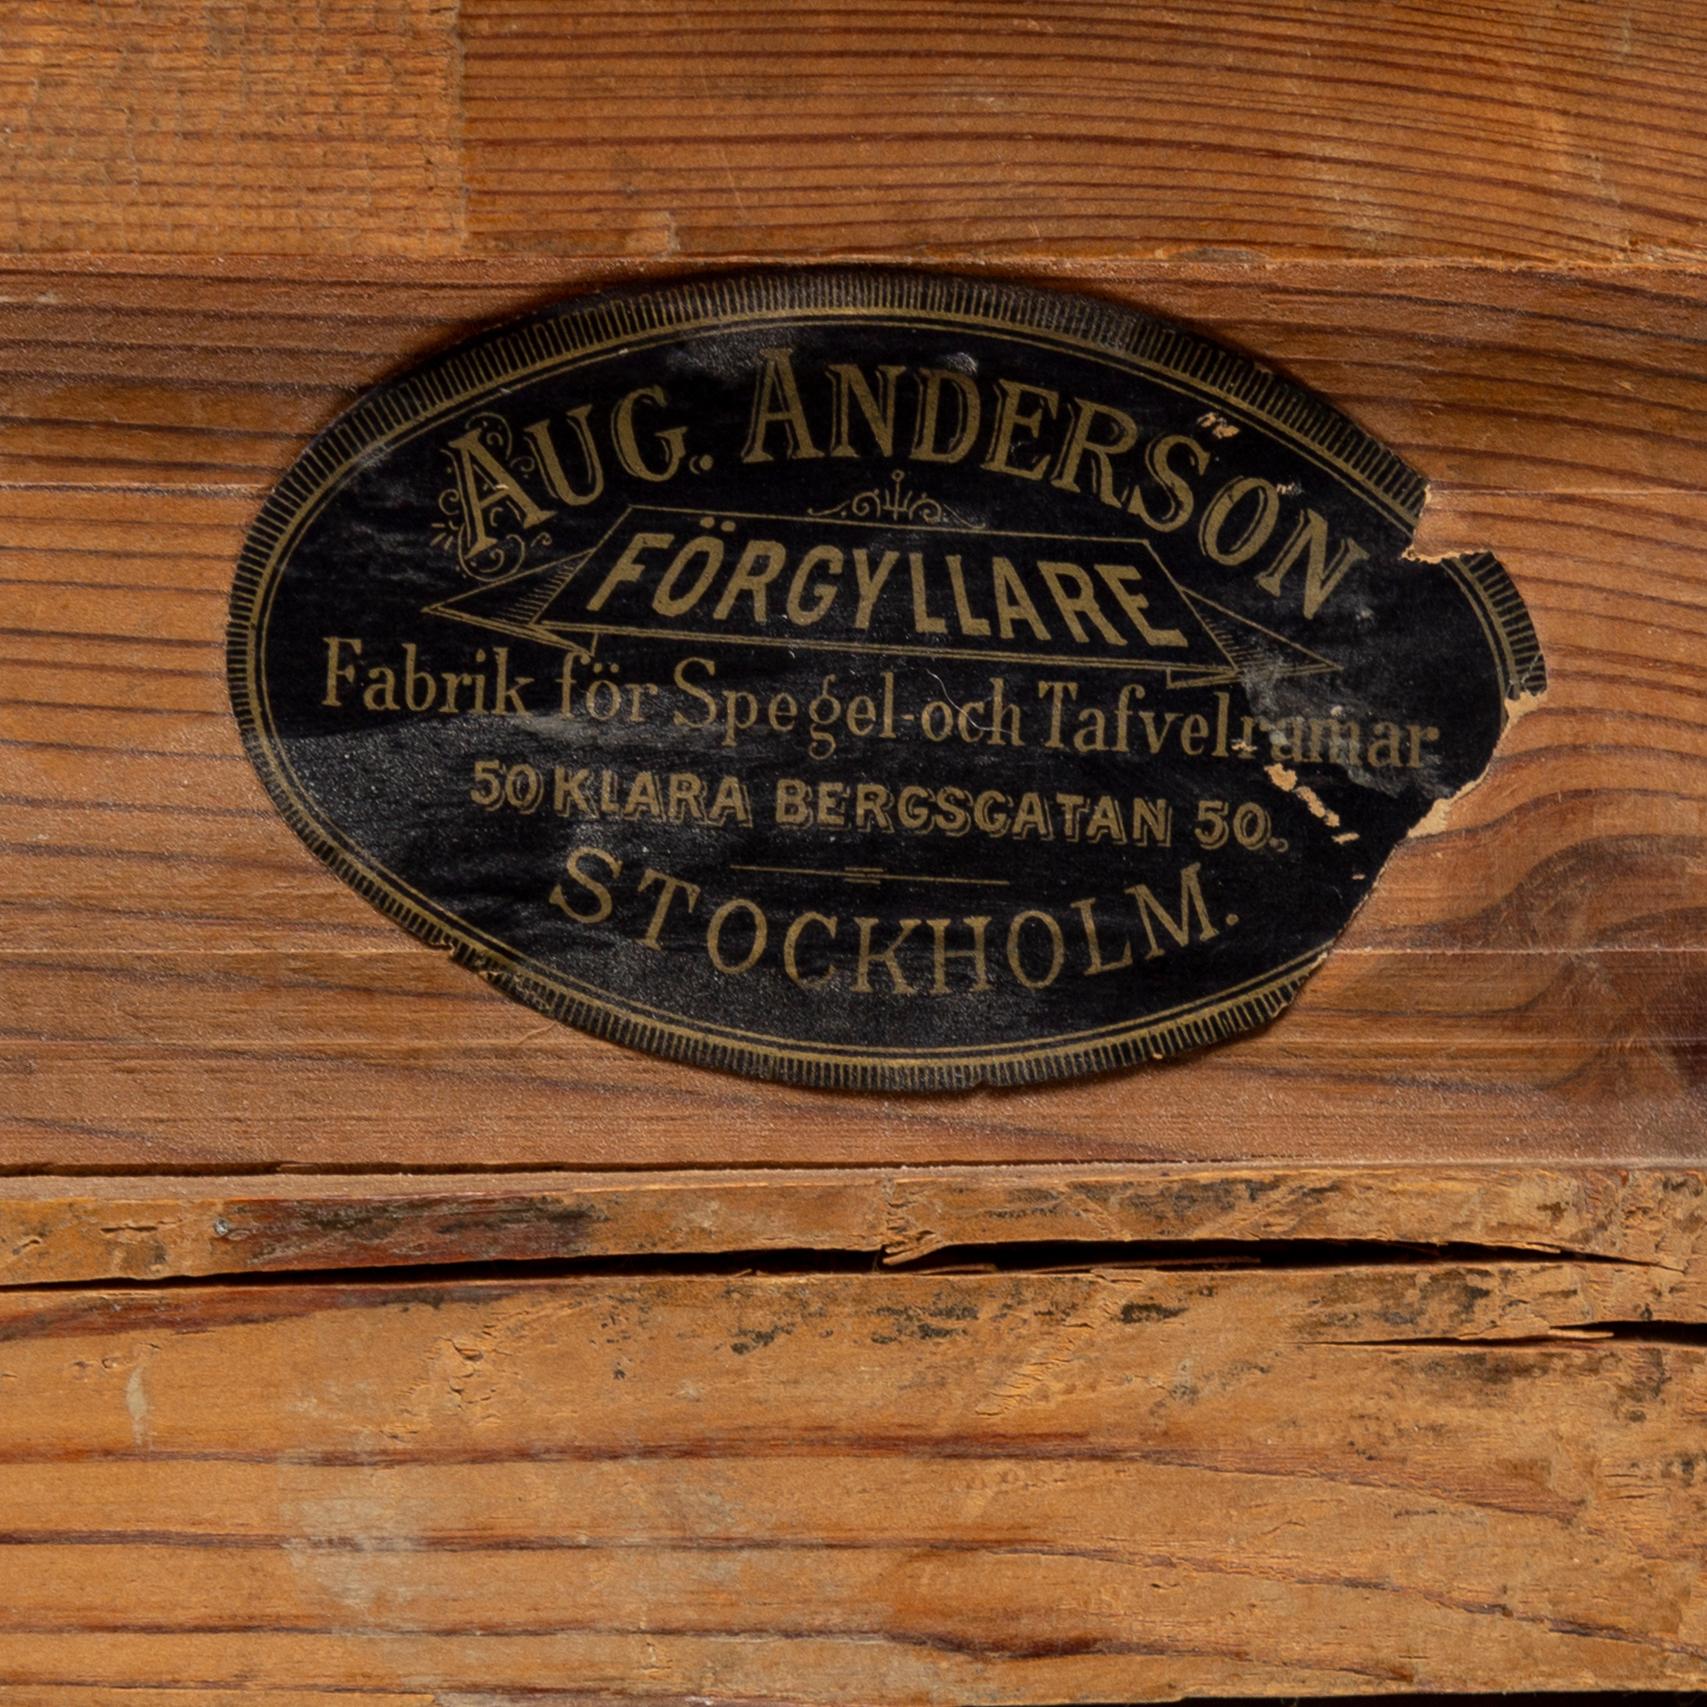 AUG. ANDERSON
FÖRGYLLARE
Fabrik för Spegel-och Tafvelramar
50 KLARA BERGSGATAN 50.
STOCKHOLM.